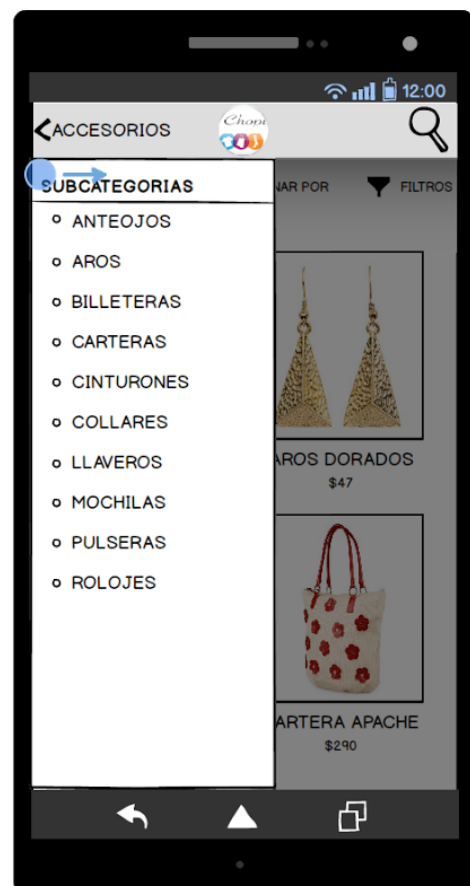 12:00
ACCESORIOS
Chopi
SUBCATEGORIAS
NAR POR
FILTROS
ANTEOJOS
AROS
BILLETERAS
CARTERAS
CINTURONES
COLLARES
LLAVEROS
MOCHILAS
PULSERAS
ROLOJES
AROS DORADOS
$47
ARTERA APACHE
$290